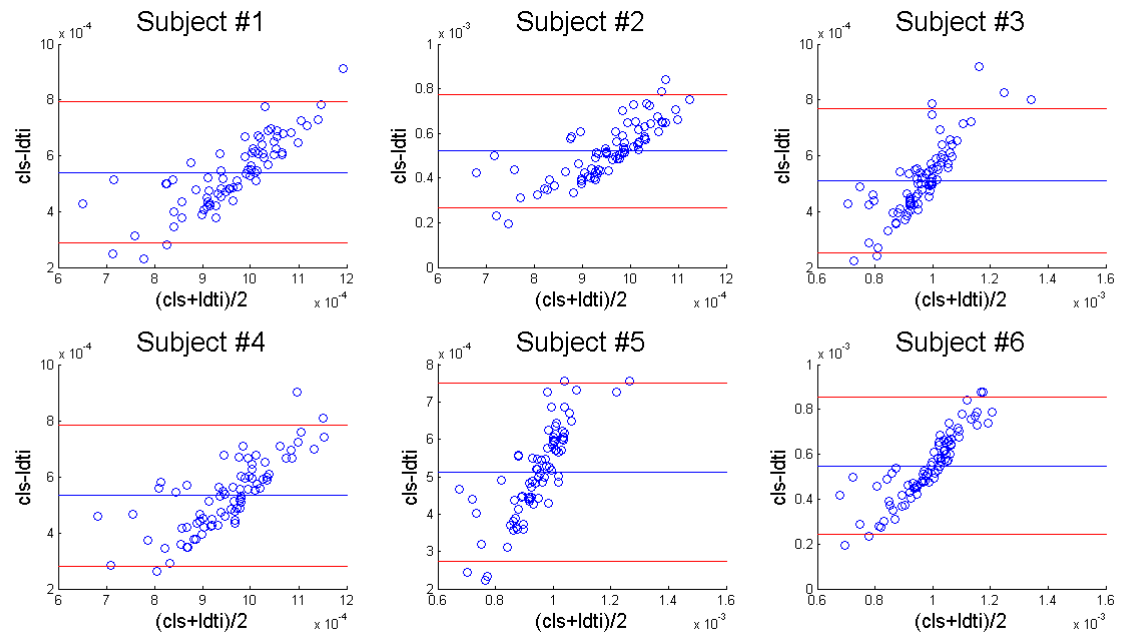 Subject #1
x 10^-4
10
8
6
4
2
cls-ldti
6 7 8 9 10 11 12
x 10^-4
(cls+ldti)/2
Subject #2
x 10^-3
1
0.8
0.6
0.4
0.2
0
cls-ldti
6 7 8 9 10 11 12
x 10^-4
(cls+ldti)/2
Subject #3
x 10^-4
10
8
6
4
2
cls-ldti
0.6 0.8 1 1.2 1.4 1.6
x 10^-3
(cls+ldti)/2
Subject #4
x 10^-4
10
8
6
4
2
cls-ldti
6 7 8 9 10 11 12
x 10^-4
(cls+ldti)/2
Subject #5
x 10^-4
8
7
6
5
4
3
2
cls-ldti
0.6 0.8 1 1.2 1.4 1.6
x 10^-3
(cls+ldti)/2
Subject #6
x 10^-3
1
0.8
0.6
0.4
0.2
0
cls-ldti
0.6 0.8 1 1.2 1.4 1.6
x 10^-3
(cls+ldti)/2